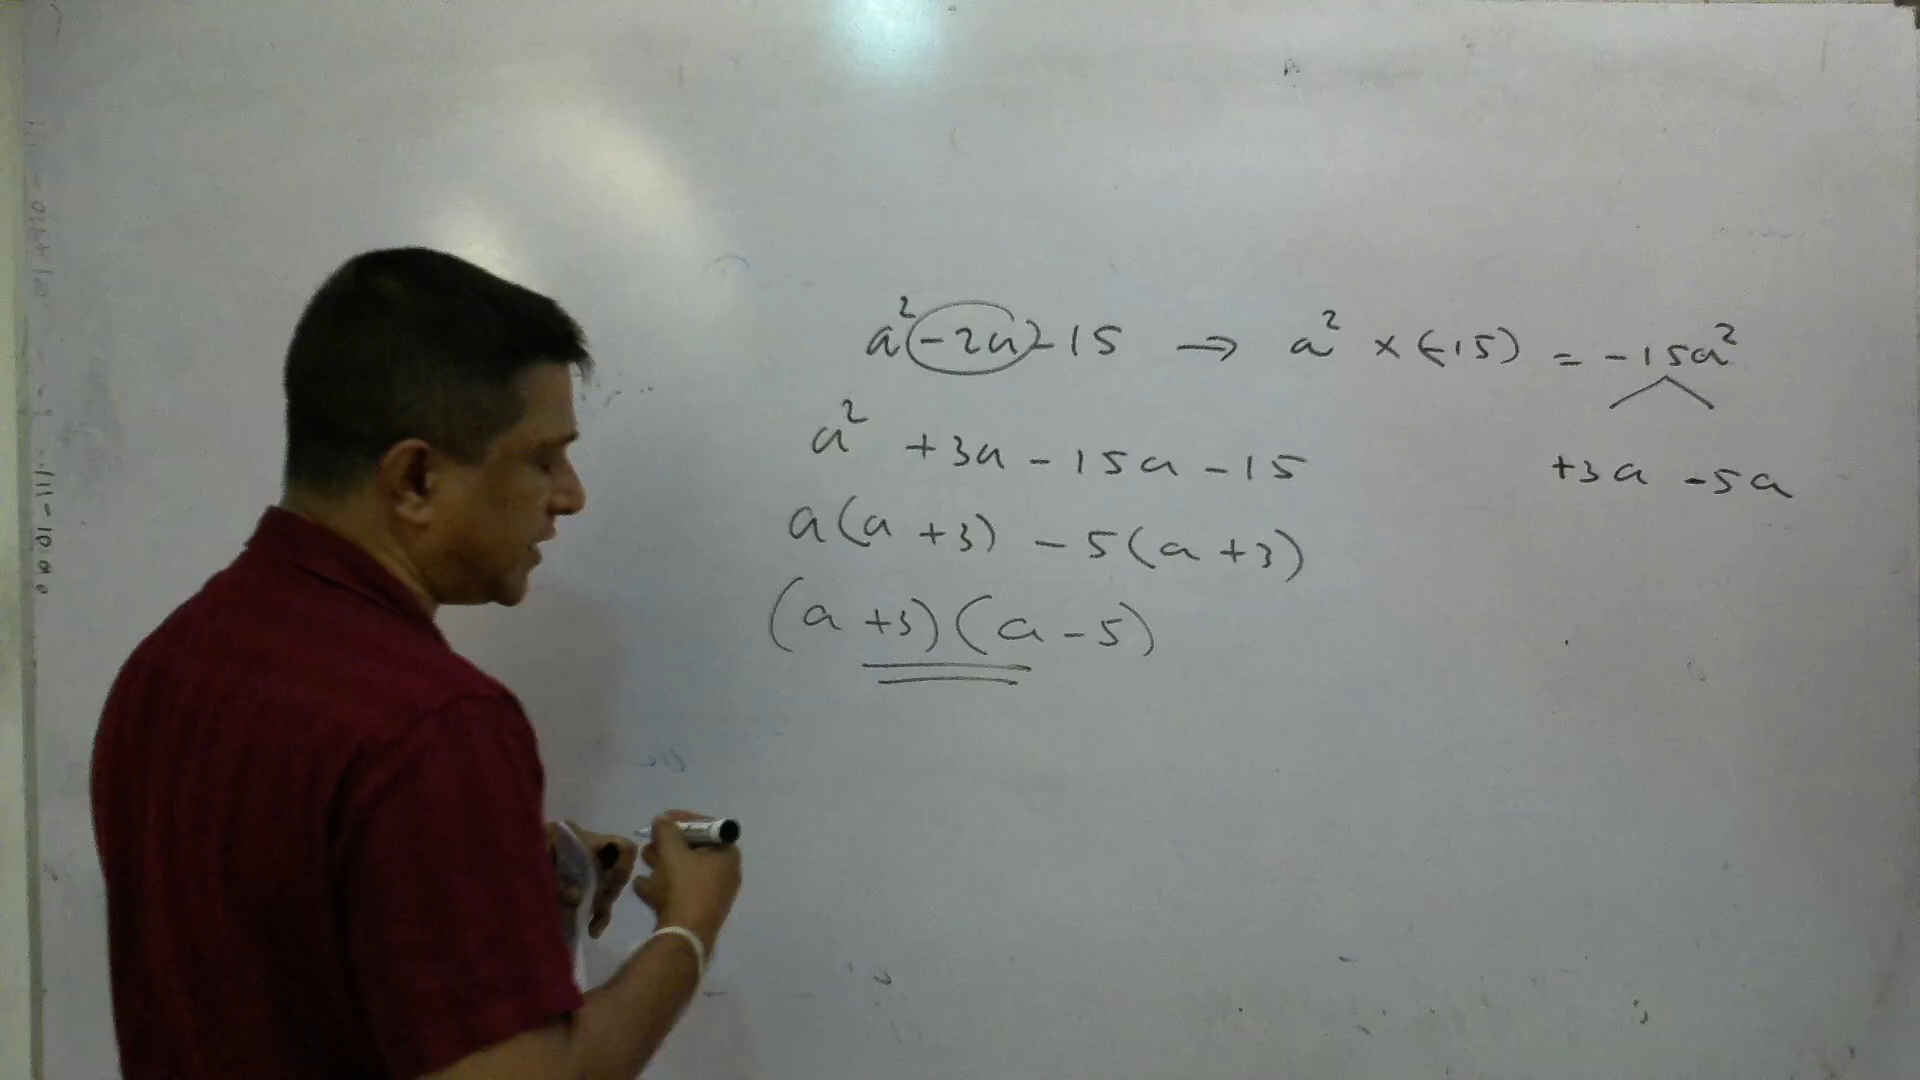 a² -2a - 15 → a² × (-15) = -15a²
+3a -5a
a² +3a - 15a - 15
a(a +3) - 5(a +3)
(a +3)(a - 5)